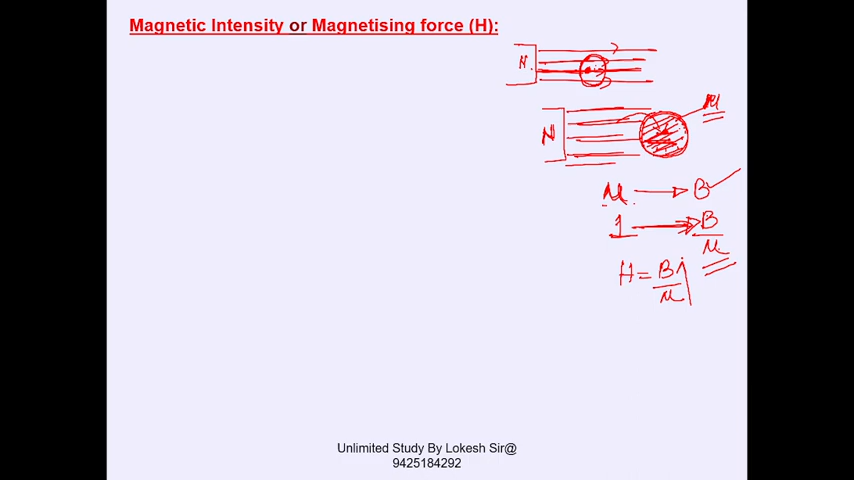 Magnetic Intensity or Magnetising force (H):
N
N
μ
μ → B
1 → B/μ
H = B/μ
Unlimited Study By Lokesh Sir@
9425184292